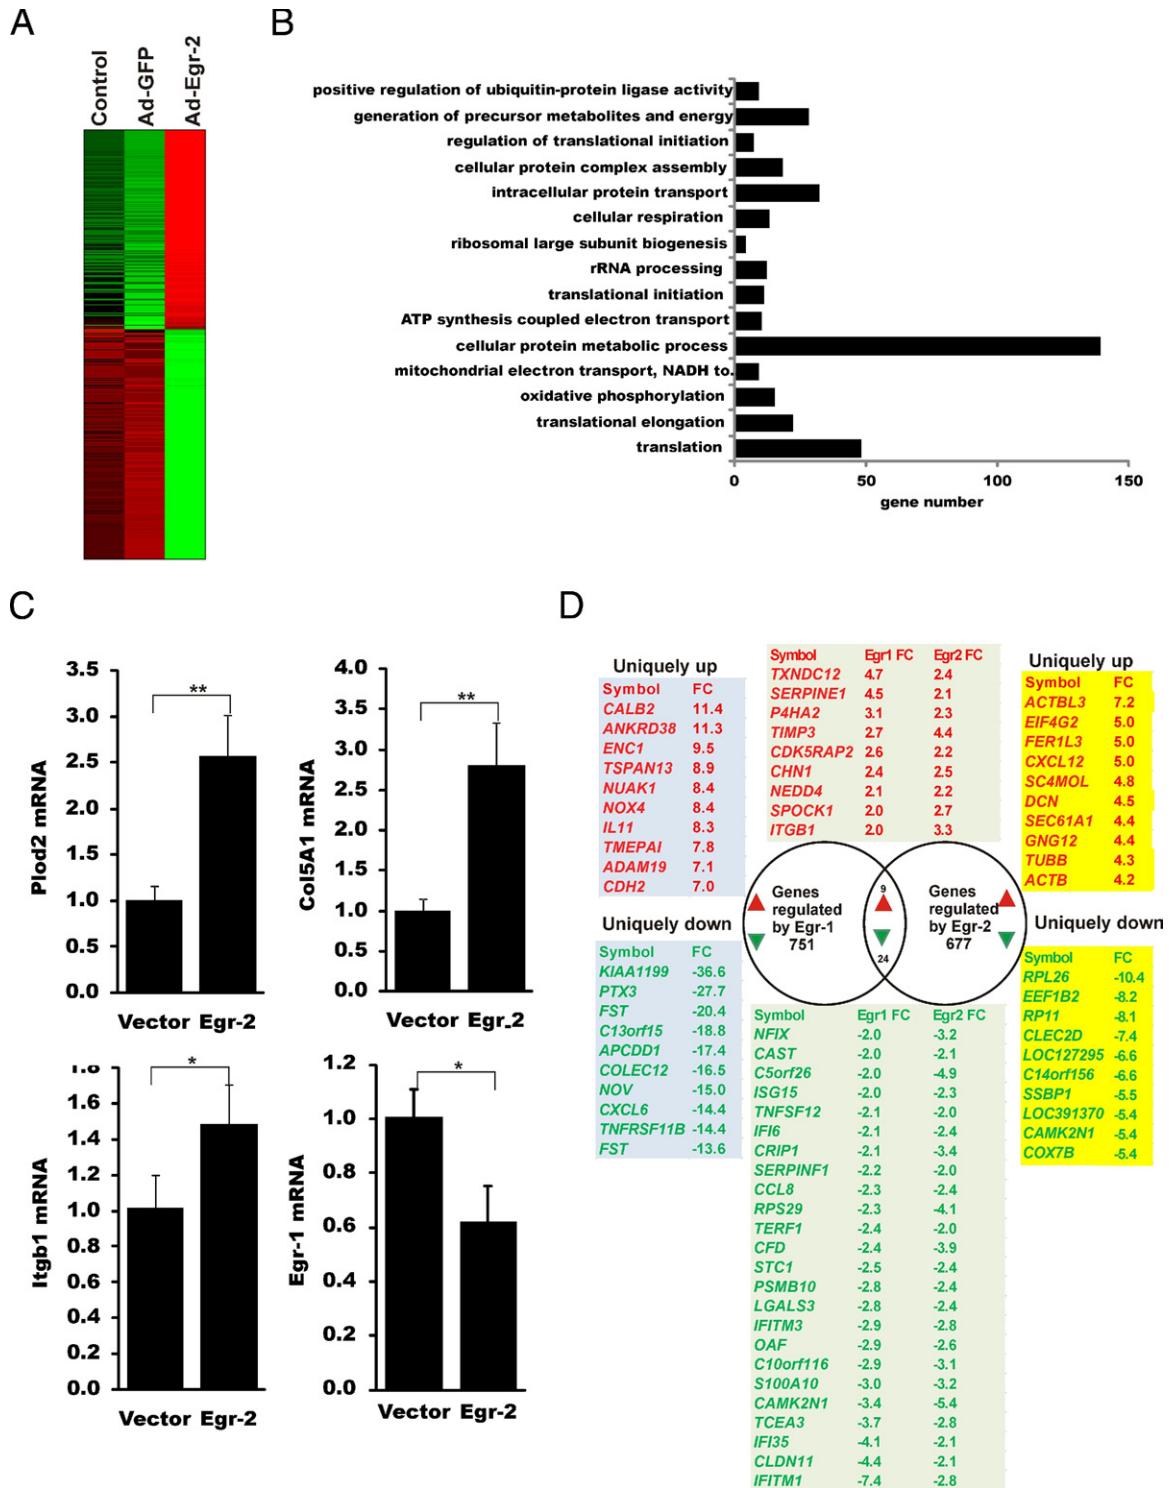 A
Control
Ad-GFP
Ad-Egr-2
B
positive regulation of ubiquitin-protein ligase activity
generation of precursor metabolites and energy
regulation of translational initiation
cellular protein complex assembly
intracellular protein transport
cellular respiration
ribosomal large subunit biogenesis
rRNA processing
translational initiation
ATP synthesis coupled electron transport
cellular protein metabolic process
mitochondrial electron transport, NADH to.
oxidative phosphorylation
translational elongation
translation
0 50 100 150
gene number
C
Plod2 mRNA
3.5
3.0
2.5
2.0
1.5
1.0
0.5
0.0
**
Vector Egr-2
Col5A1 mRNA
4.0
3.5
3.0
2.5
2.0
1.5
1.0
0.5
0.0
**
Vector Egr-2
Itgb1 mRNA
1.8
1.6
1.4
1.2
1.0
0.8
0.6
0.4
0.2
0.0
*
Vector Egr-2
Egr-1 mRNA
1.2
1.0
0.8
0.6
0.4
0.2
0.0
*
Vector Egr-2
D
Uniquely up
Symbol FC
CALB2 11.4
ANKRD38 11.3
ENC1 9.5
TSPAN13 8.9
NUAK1 8.4
NOX4 8.4
IL11 8.3
TMEPAI 7.8
ADAM19 7.1
CDH2 7.0
Uniquely down
Symbol FC
KIAA1199 -36.6
PTX3 -27.7
FST -20.4
C13orf15 -18.8
APCDD1 -17.4
COLEC12 -16.5
NOV -15.0
CXCL6 -14.4
TNFRSF11B -14.4
FST -13.6
Symbol Egr1 FC Egr2 FC
TXNDC12 4.7 2.4
SERPINE1 4.5 2.1
P4HA2 3.1 2.3
TIMP3 2.7 4.4
CDK5RAP2 2.6 2.2
CHN1 2.4 2.5
NEDD4 2.1 2.2
SPOCK1 2.0 2.7
ITGB1 2.0 3.3
Genes
regulated
by Egr-1
751
9
24
Genes
regulated
by Egr-2
677
Symbol Egr1 FC Egr2 FC
NFIX -2.0 -3.2
CAST -2.0 -2.1
C5orf26 -2.0 -4.9
ISG15 -2.0 -2.3
TNFSF12 -2.1 -2.0
IFI6 -2.1 -2.4
CRIP1 -2.1 -3.4
SERPINF1 -2.2 -2.0
CCL8 -2.3 -2.4
RPS29 -2.3 -4.1
TERF1 -2.4 -2.0
CFD -2.4 -3.9
STC1 -2.5 -2.4
PSMB10 -2.8 -2.4
LGALS3 -2.8 -2.4
IFITM3 -2.9 -2.8
OAF -2.9 -2.6
C10orf116 -2.9 -3.1
S100A10 -3.0 -3.2
CAMK2N1 -3.4 -5.4
TCEA3 -3.7 -2.8
IFI35 -4.1 -2.1
CLDN11 -4.4 -2.1
IFITM1 -7.4 -2.8
Uniquely up
Symbol FC
ACTBL3 7.2
EIF4G2 5.0
FER1L3 5.0
CXCL12 5.0
SC4MOL 4.8
DCN 4.5
SEC61A1 4.4
GNG12 4.4
TUBB 4.3
ACTB 4.2
Uniquely down
Symbol FC
RPL26 -10.4
EEF1B2 -8.2
RP11 -8.1
CLEC2D -7.4
LOC127295 -6.6
C14orf156 -6.6
SSBP1 -5.5
LOC391370 -5.4
CAMK2N1 -5.4
COX7B -5.4